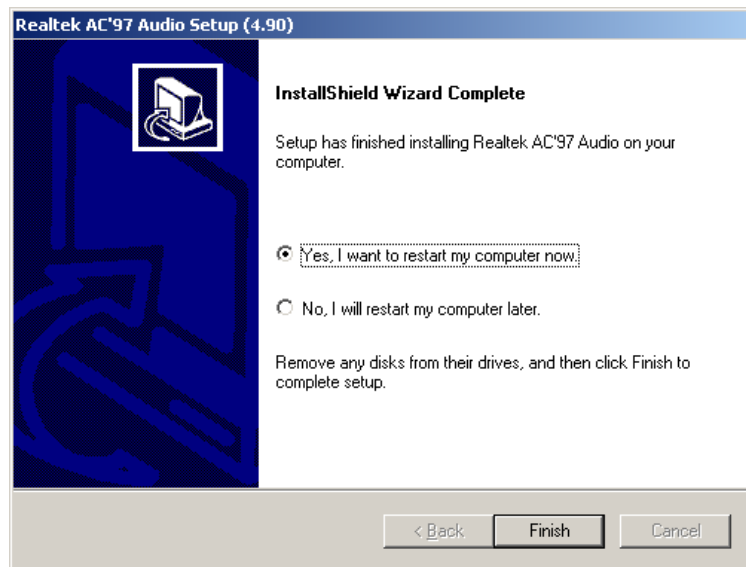 Realtek AC'97 Audio Setup (4.90)
InstallShield Wizard Complete
Setup has finished installing Realtek AC'97 Audio on your
computer.
Yes, I want to restart my computer now.
No, I will restart my computer later.
Remove any disks from their drives, and then click Finish to
complete setup.
< Back
Finish
Cancel